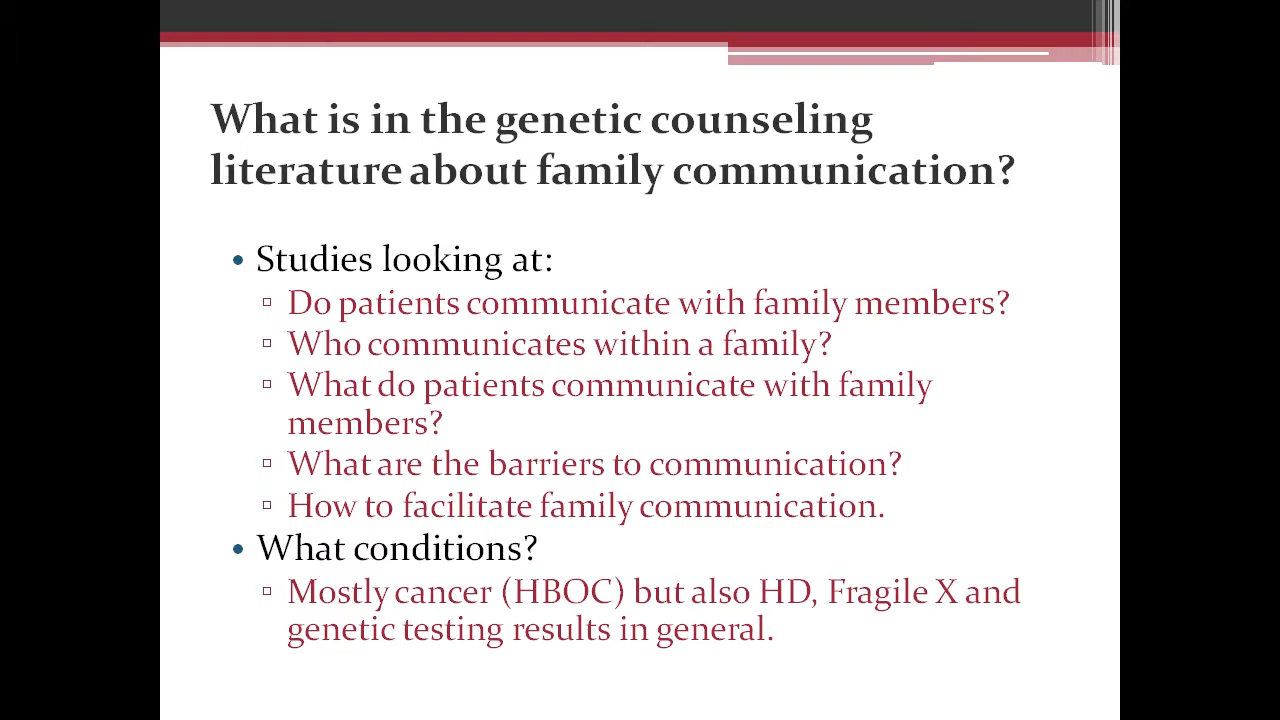 What is in the genetic counseling
literature about family communication?
• Studies looking at:
▫ Do patients communicate with family members?
▫ Who communicates within a family?
▫ What do patients communicate with family
members?
▫ What are the barriers to communication?
▫ How to facilitate family communication.
• What conditions?
▫ Mostly cancer (HBOC) but also HD, Fragile X and
genetic testing results in general.